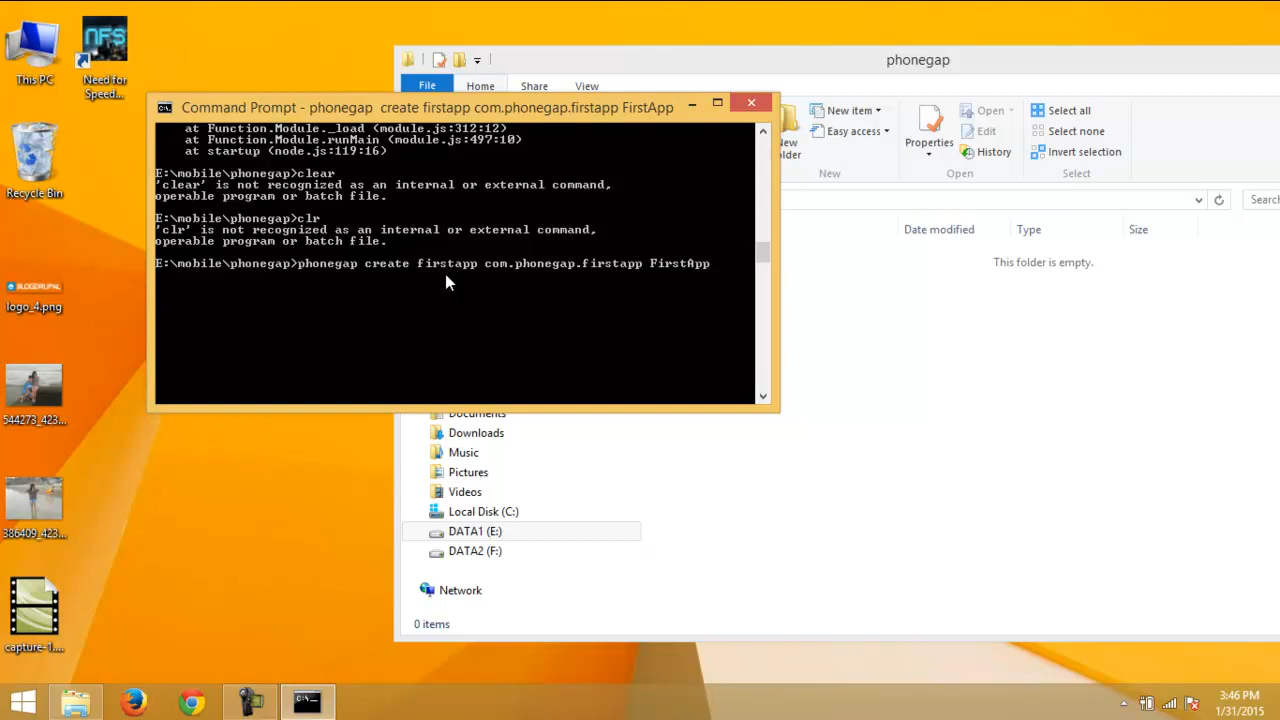 This PC
Need for
Speed...
NFS
Recycle Bin
BLOGDRUPAL
logo_4.png
544273_423...
386409_423...
capture-1....
phonegap
File
Home
Share
View
New item
Open
Select all
Easy access
Edit
Select none
New
folder
Properties
History
Invert selection
New
Open
Select
Date modified
Type
Size
This folder is empty.
Command Prompt - phonegap  create firstapp com.phonegap.firstapp FirstApp
at Function.Module._load (module.js:312:12)
at Function.Module.runMain (module.js:497:10)
at startup (node.js:119:16)
E:\mobile\phonegap>clear
'clear' is not recognized as an internal or external command,
operable program or batch file.
E:\mobile\phonegap>clr
'clr' is not recognized as an internal or external command,
operable program or batch file.
E:\mobile\phonegap>phonegap create firstapp com.phonegap.firstapp FirstApp
Documents
Downloads
Music
Pictures
Videos
Local Disk (C:)
DATA1 (E:)
DATA2 (F:)
Network
0 items
3:46 PM
1/31/2015